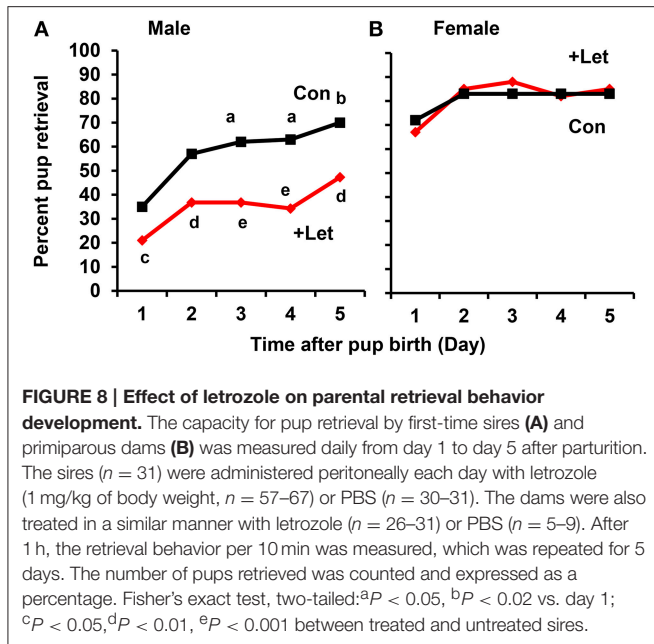 A Male
B Female
100
90
80
70
60
50
40
30
20
10
0
Percent pup retrieval
Con b
a a
e
d e d
c
+Let
+Let
Con
1 2 3 4 5
1 2 3 4 5
Time after pup birth (Day)
FIGURE 8 | Effect of letrozole on parental retrieval behavior
development. The capacity for pup retrieval by first-time sires (A) and
primiparous dams (B) was measured daily from day 1 to day 5 after parturition.
The sires (n = 31) were administered peritoneally each day with letrozole
(1 mg/kg of body weight, n = 57–67) or PBS (n = 30–31). The dams were also
treated in a similar manner with letrozole (n = 26–31) or PBS (n = 5–9). After
1 h, the retrieval behavior per 10 min was measured, which was repeated for 5
days. The number of pups retrieved was counted and expressed as a
percentage. Fisher's exact test, two-tailed:aP < 0.05, bP < 0.02 vs. day 1;
cP < 0.05,dP < 0.01, eP < 0.001 between treated and untreated sires.